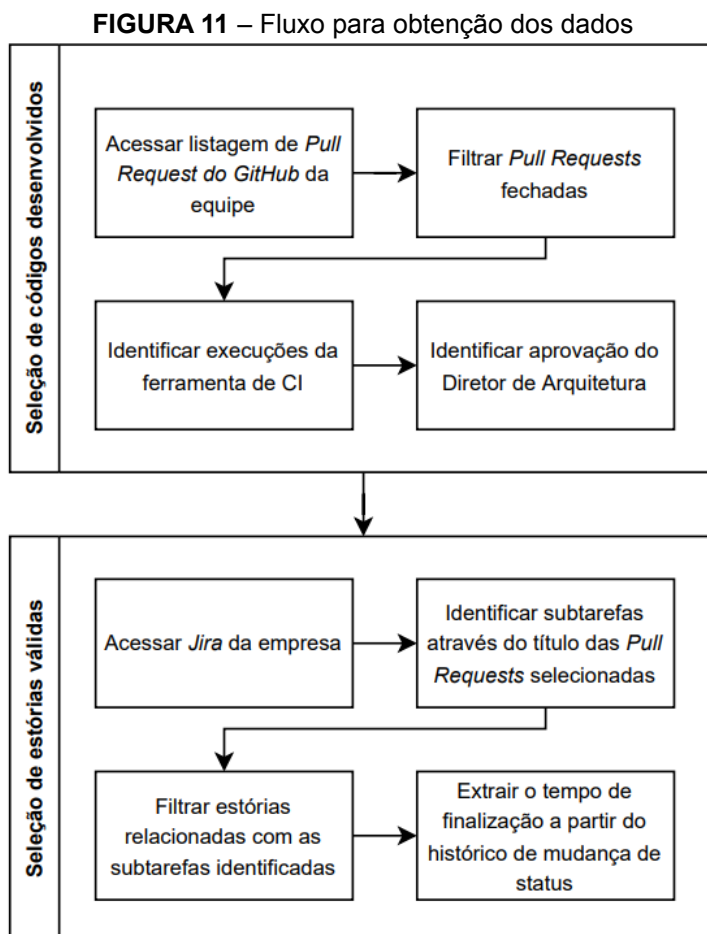 FIGURA 11 – Fluxo para obtenção dos dados
Seleção de códigos desenvolvidos
Acessar listagem de Pull
Request do GitHub da
equipe
Filtrar Pull Requests
fechadas
Identificar execuções da
ferramenta de CI
Identificar aprovação do
Diretor de Arquitetura
Seleção de estórias válidas
Acessar Jira da empresa
Identificar subtarefas
através do título das Pull
Requests selecionadas
Filtrar estórias
relacionadas com as
subtarefas identificadas
Extrair o tempo de
finalização a partir do
histórico de mudança de
status